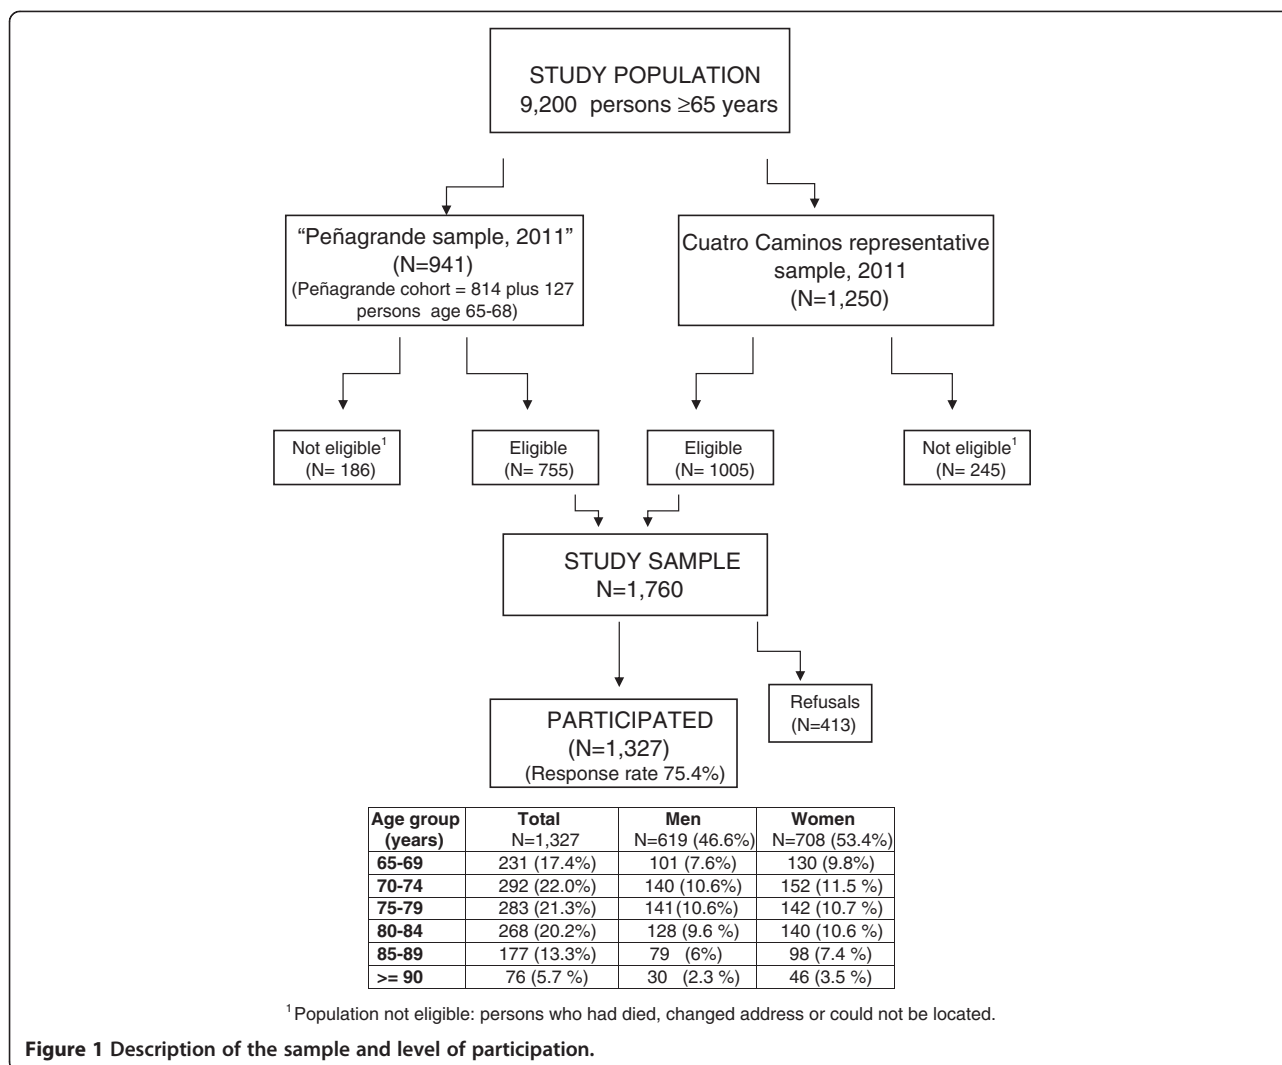 STUDY POPULATION
9,200 persons ≥65 years
“Peñagrande sample, 2011”
(N=941)
(Peñagrande cohort = 814 plus 127
persons age 65-68)
Cuatro Caminos representative
sample, 2011
(N=1,250)
Not eligible1
(N= 186)
Eligible
(N= 755)
Eligible
(N= 1005)
Not eligible1
(N= 245)
STUDY SAMPLE
N=1,760
PARTICIPATED
(N=1,327)
(Response rate 75.4%)
Refusals
(N=413)
Age group Total Men Women
(years) N=1,327 N=619 (46.6%) N=708 (53.4%)
65-69 231 (17.4%) 101 (7.6%) 130 (9.8%)
70-74 292 (22.0%) 140 (10.6%) 152 (11.5 %)
75-79 283 (21.3%) 141(10.6%) 142 (10.7 %)
80-84 268 (20.2%) 128 (9.6 %) 140 (10.6 %)
85-89 177 (13.3%) 79 (6%) 98 (7.4 %)
>= 90 76 (5.7 %) 30 (2.3 %) 46 (3.5 %)
1 Population not eligible: persons who had died, changed address or could not be located.
Figure 1 Description of the sample and level of participation.